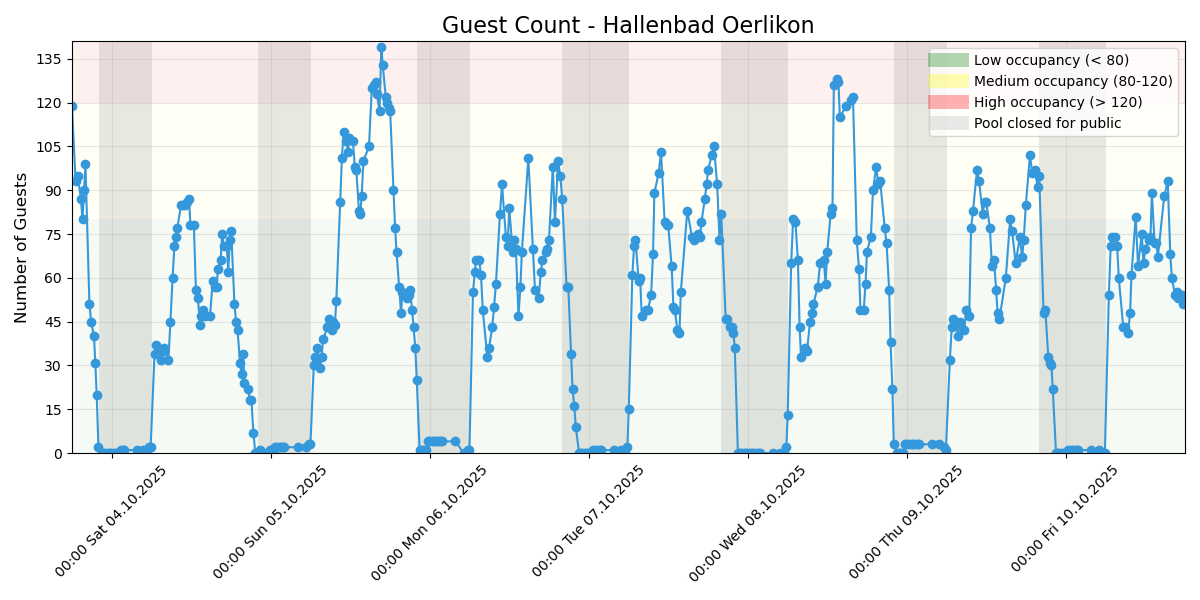 Guest Count - Hallenbad Oerlikon
Number of Guests
135
120
105
90
75
60
45
30
15
0
Low occupancy (< 80)
Medium occupancy (80-120)
High occupancy (> 120)
Pool closed for public
00:00 Sat 04.10.2025
00:00 Sun 05.10.2025
00:00 Mon 06.10.2025
00:00 Tue 07.10.2025
00:00 Wed 08.10.2025
00:00 Thu 09.10.2025
00:00 Fri 10.10.2025